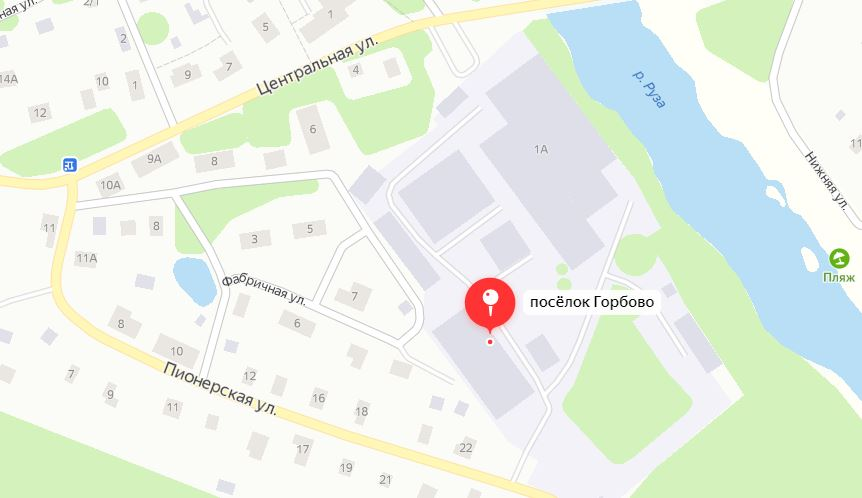 ная ул.
2/1
2
5
1
Центральная ул.
4
14А
10
1
9
7
12
6
р. Руза
1А
9А
8
10А
11
Нижняя ул.
11
8
3
5
11А
Пляж
Фабричная ул.
7
посёлок Горбово
8
6
10
Пионерская ул.
7
9
12
11
16
18
17
22
19
21